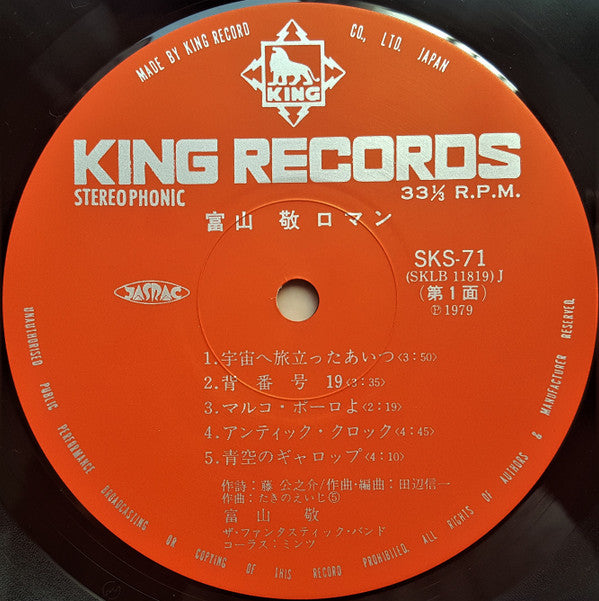 MADE BY KING RECORD CO., LTD. JAPAN
KING
KING RECORDS
STEREOPHONIC
33⅓ R.P.M.
富山 敬ロマン
SKS-71
(SKLB 11819) J
(第1面)
Ⓟ1979
JASRAC
1.宇宙へ旅立ったあいつ<3:50>
2.背番号 19<3:35>
3.マルコ・ポーロよ<2:19>
4.アンティック・クロック<4:45>
5.青空のギャロップ<4:10>
作詩:藤 公之介/作曲・編曲:田辺信一
作曲:たきのえいじ⑤
富山 敬
ザ・ファンタスティック・バンド
コーラス:ミンツ
UNAUTHORISED PUBLIC PERFORMANCE BROADCASTING OR COPYING OF THIS RECORD PROHIBITED. ALL RIGHTS OF AUTHORS & MANUFACTURER RESERVED.